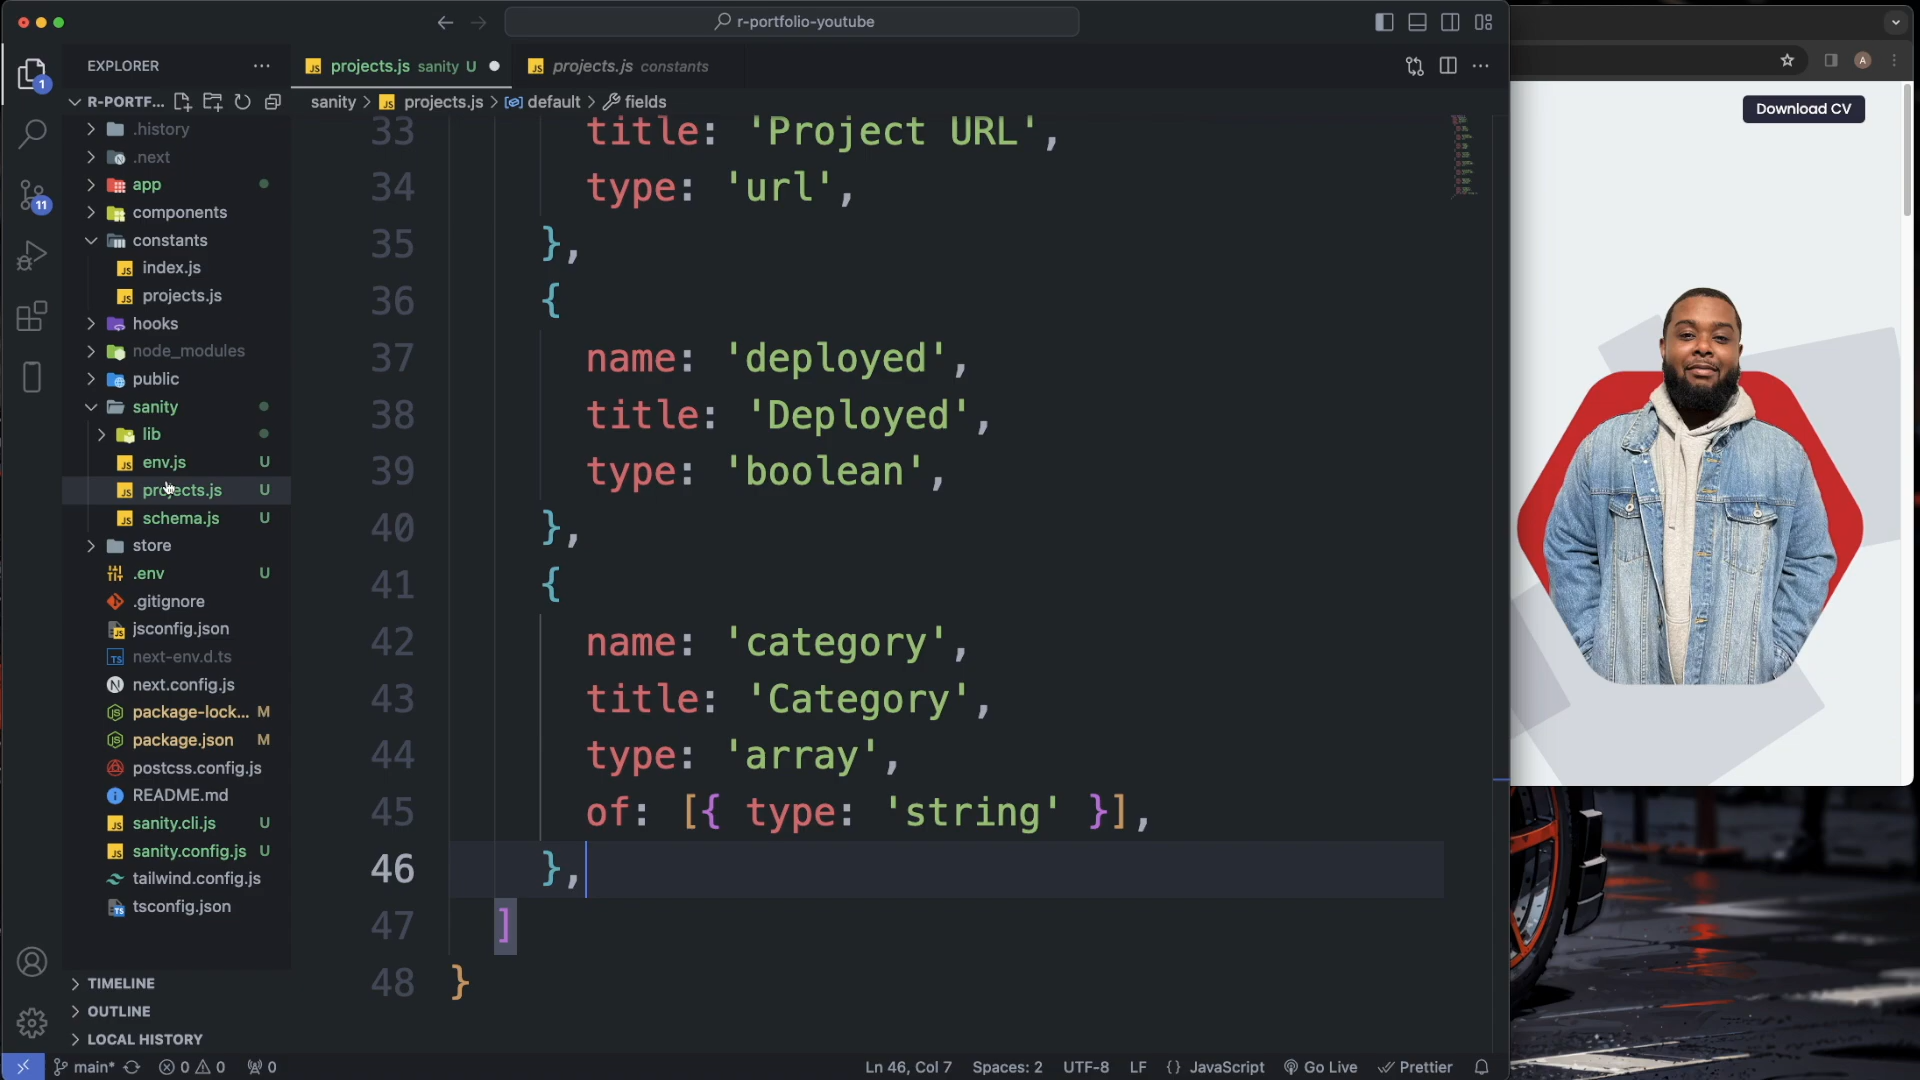 r-portfolio-youtube
1
EXPLORER
projects.js sanity U
projects.js constants
Download CV
A
R-PORTF...
sanity > projects.js > default > fields
.history
.next
app
components
constants
index.js
projects.js
hooks
node_modules
public
sanity
lib
env.js U
projects.js U
schema.js U
store
.env U
.gitignore
jsconfig.json
next-env.d.ts
next.config.js
package-lock... M
package.json M
postcss.config.js
README.md
sanity.cli.js U
sanity.config.js U
tailwind.config.js
tsconfig.json
TIMELINE
OUTLINE
LOCAL HISTORY
11
33 title: 'Project URL',
34 type: 'url',
35 },
36 {
37 name: 'deployed',
38 title: 'Deployed',
39 type: 'boolean',
40 },
41 {
42 name: 'category',
43 title: 'Category',
44 type: 'array',
45 of: [{ type: 'string' }],
46 },
47 ]
48 }
main* 0 0 0
Ln 46, Col 7 Spaces: 2 UTF-8 LF {} JavaScript Go Live Prettier